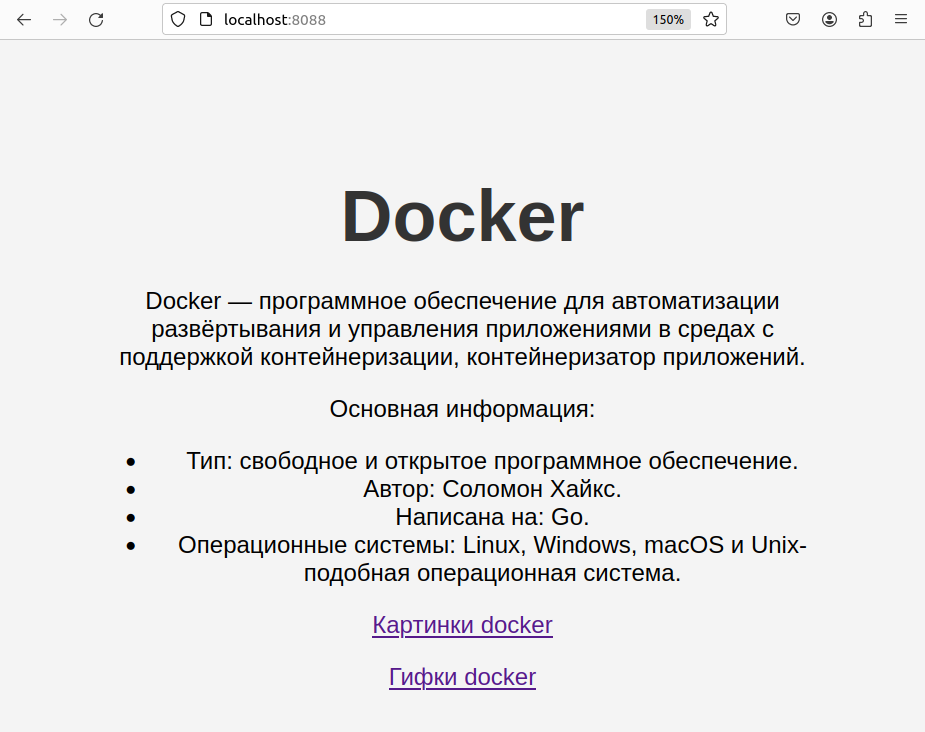 localhost:8088
150%
Docker
Docker — программное обеспечение для автоматизации
развёртывания и управления приложениями в средах с
поддержкой контейнеризации, контейнеризатор приложений.
Основная информация:
• Тип: свободное и открытое программное обеспечение.
• Автор: Соломон Хайкс.
• Написана на: Go.
• Операционные системы: Linux, Windows, macOS и Unix-
подобная операционная система.
Картинки docker
Гифки docker